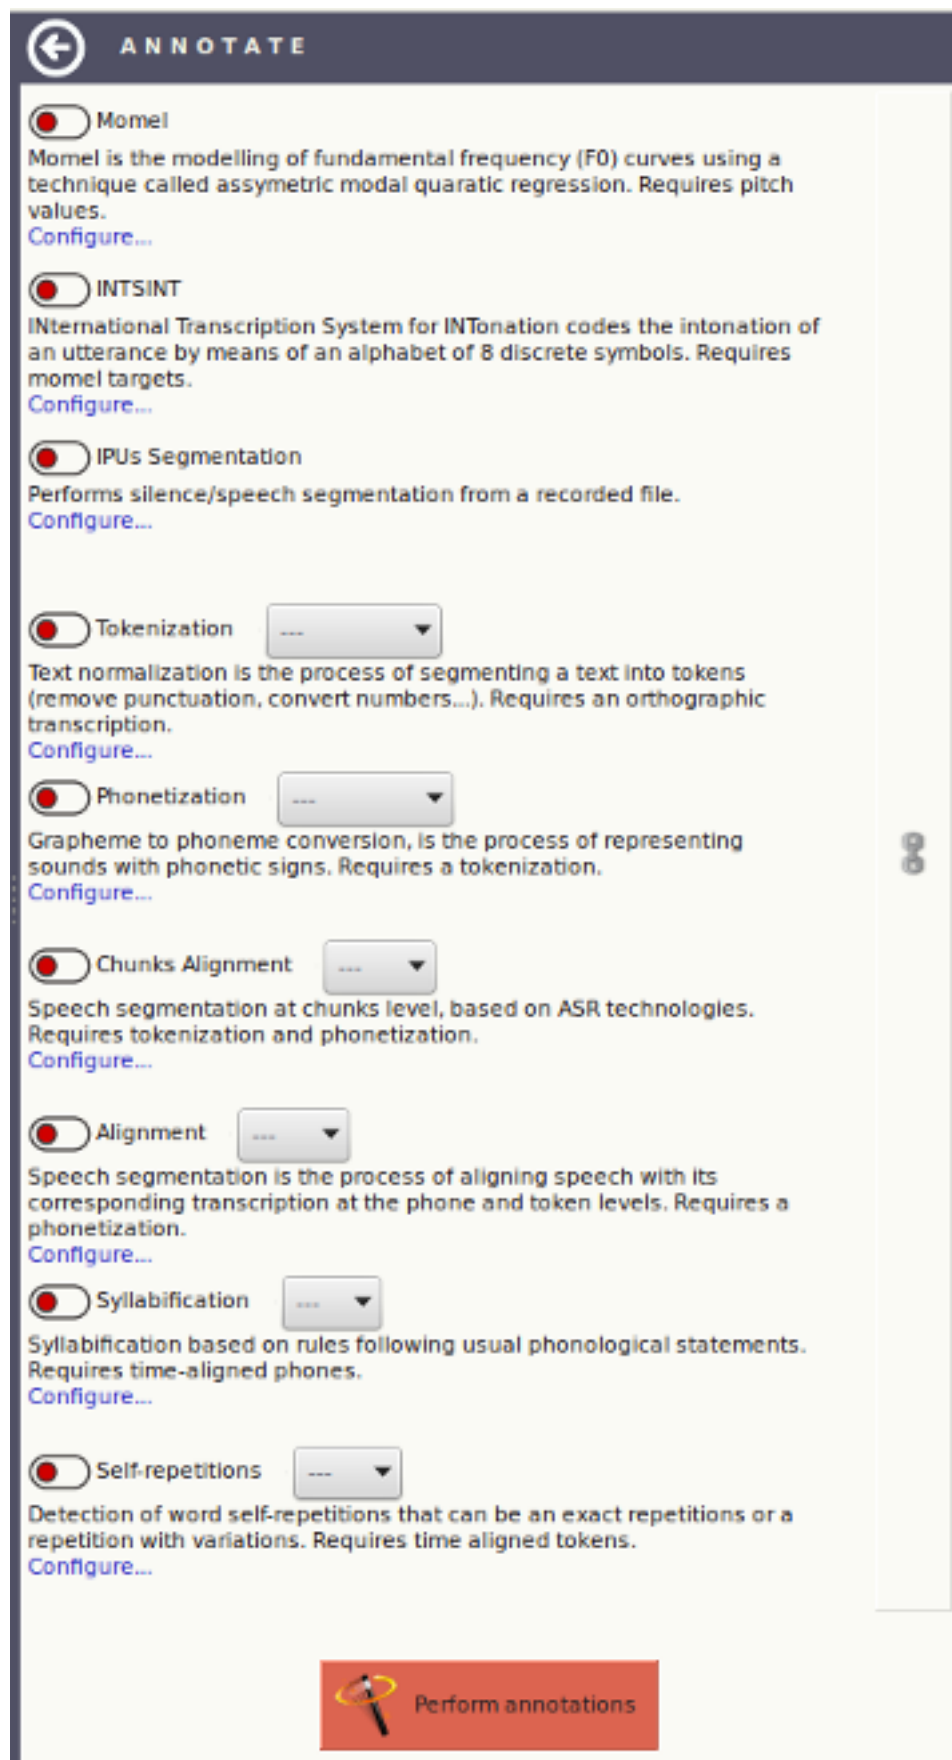 ANNOTATE
Momel
Momel is the modelling of fundamental frequency (F0) curves using a
technique called assymetric modal quaratic regression. Requires pitch
values.
Configure...
INTSINT
INternational Transcription System for INTonation codes the intonation of
an utterance by means of an alphabet of 8 discrete symbols. Requires
momel targets.
Configure...
IPUs Segmentation
Performs silence/speech segmentation from a recorded file.
Configure...
Tokenization ---
Text normalization is the process of segmenting a text into tokens
(remove punctuation, convert numbers...). Requires an orthographic
transcription.
Configure...
Phonetization ---
Grapheme to phoneme conversion, is the process of representing
sounds with phonetic signs. Requires a tokenization.
Configure...
Chunks Alignment ---
Speech segmentation at chunks level, based on ASR technologies.
Requires tokenization and phonetization.
Configure...
Alignment ---
Speech segmentation is the process of aligning speech with its
corresponding transcription at the phone and token levels. Requires a
phonetization.
Configure...
Syllabification ---
Syllabification based on rules following usual phonological statements.
Requires time-aligned phones.
Configure...
Self-repetitions ---
Detection of word self-repetitions that can be an exact repetitions or a
repetition with variations. Requires time aligned tokens.
Configure...
Perform annotations